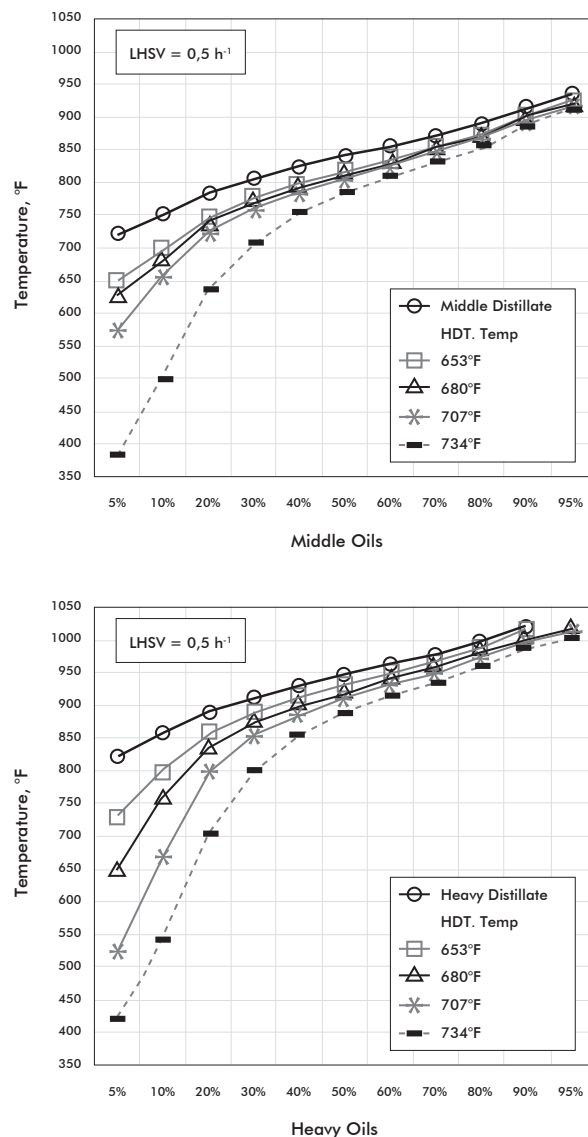 1050
1000
950
900
850
800
750
700
650
600
550
500
450
400
350
Temperature, °F
LHSV = 0,5 h⁻¹
Middle Distillate
HDT. Temp
653°F
680°F
707°F
734°F
5% 10% 20% 30% 40% 50% 60% 70% 80% 90% 95%
Middle Oils
1050
1000
950
900
850
800
750
700
650
600
550
500
450
400
350
Temperature, °F
LHSV = 0,5 h⁻¹
Heavy Distillate
HDT. Temp
653°F
680°F
707°F
734°F
5% 10% 20% 30% 40% 50% 60% 70% 80% 90% 95%
Heavy Oils